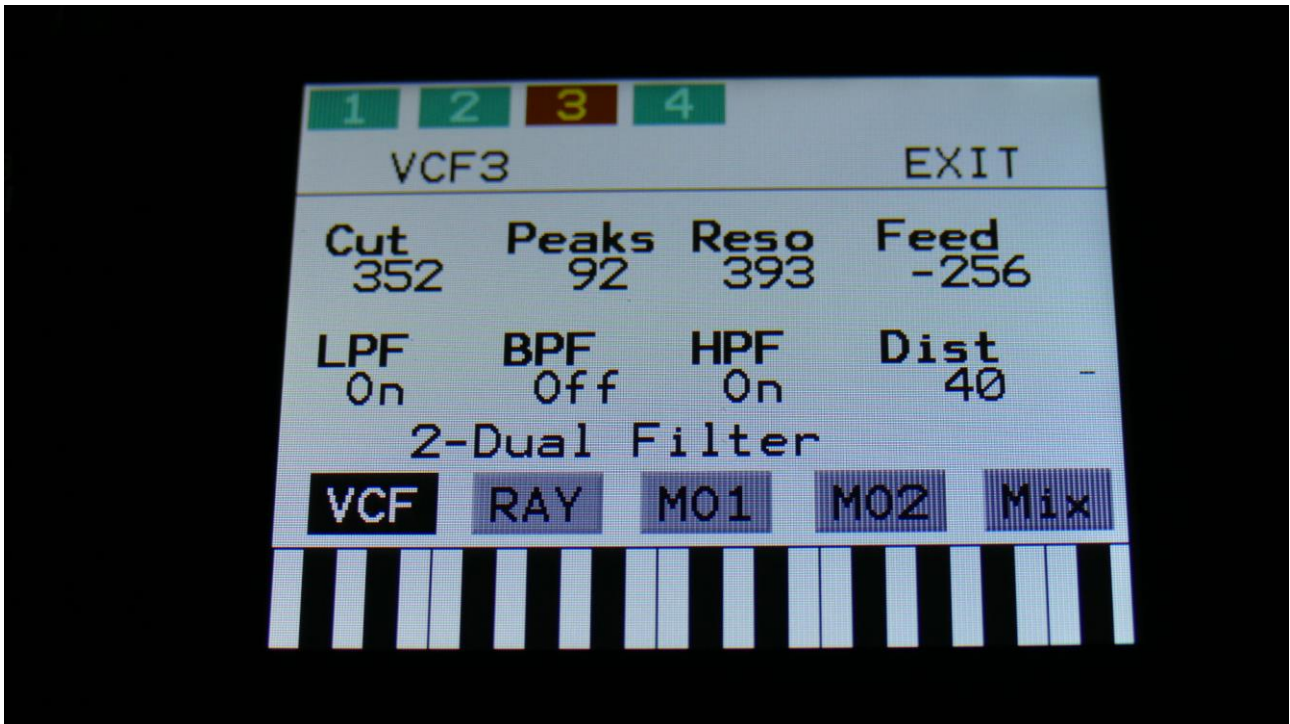 1 2 3 4
VCF3 EXIT
Cut Peaks Reso Feed
352 92 393 -256
LPF BPF HPF Dist
On Off On 40
2-Dual Filter
VCF RAY MO1 MO2 Mix